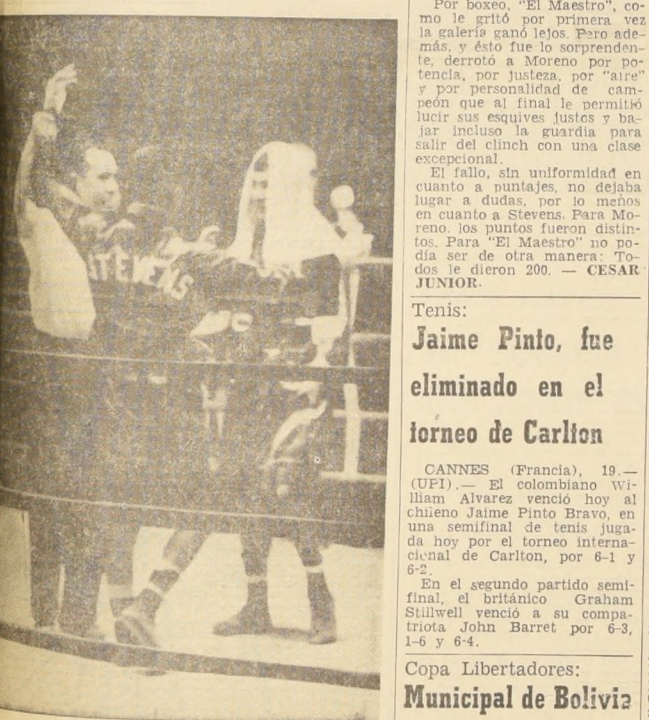 STEVENS
Por boxeo, "El Maestro", co-
mo le gritó por primera vez
la galería ganó lejos. Pero ade-
más, y ésto fue lo sorprenden-
te, derrotó a Moreno por po-
tencia, por justeza, por "aire"
y por personalidad de cam-
peón que al final le permitió
lucir sus esquives justos y ba-
jar incluso la guardia para
salir del clinch con una clase
excepcional.
El fallo, sin uniformidad en
cuanto a puntajes, no dejaba
lugar a dudas, por lo menos
en cuanto a Stevens. Para Mo-
reno, los puntos fueron distin-
tos. Para "El Maestro" no po-
día ser de otra manera: To-
dos le dieron 200. — CESAR
JUNIOR.
Tenis:
Jaime Pinto, fue
eliminado en el
torneo de Carlton
CANNES (Francia), 19.—
(UPI).— El colombiano Wi-
lliam Alvarez venció hoy al
chileno Jaime Pinto Bravo, en
una semifinal de tenis juga-
da hoy por el torneo interna-
cional de Carlton, por 6-1 y
6-2.
En el segundo partido semi-
final, el británico Graham
Stillwell venció a su compa-
triota John Barret por 6-3,
1-6 y 6-4.
Copa Libertadores:
Municipal de Bolivia